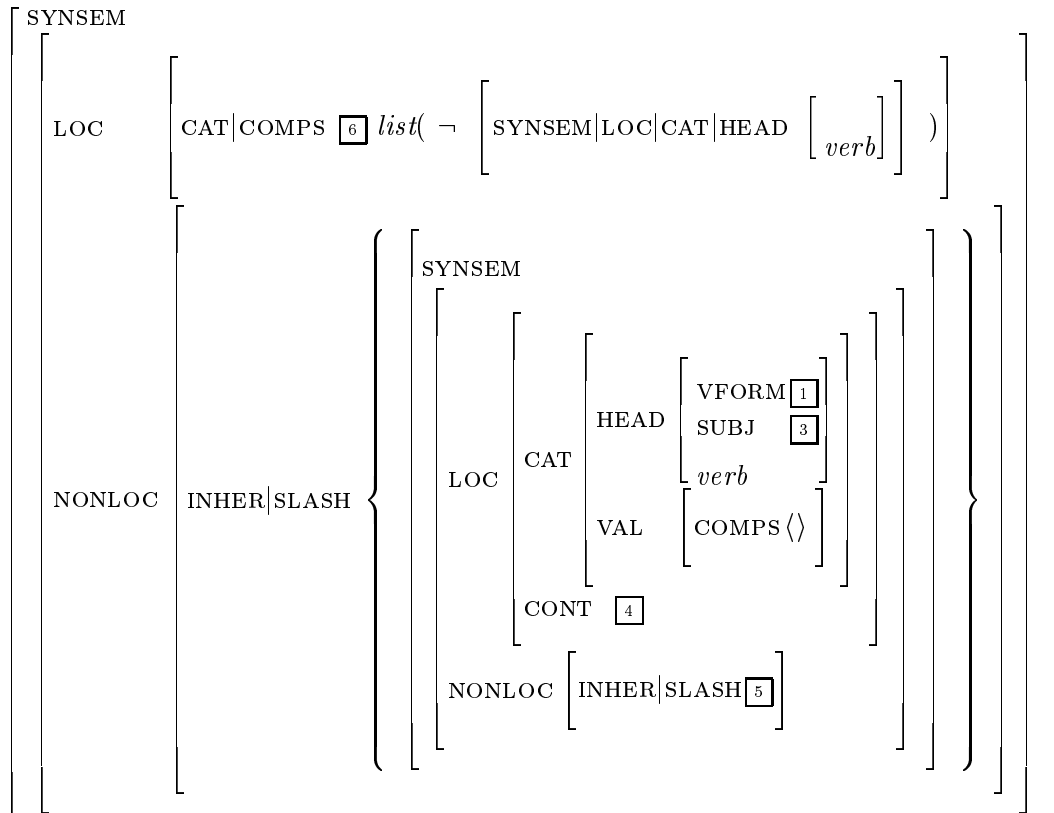 SYNSEM
LOC CAT|COMPS 6 list( ¬ SYNSEM|LOC|CAT|HEAD verb )
NONLOC INHER|SLASH
SYNSEM
LOC CAT HEAD VFORM 1
SUBJ 3
verb
VAL COMPS ⟨⟩
CONT 4
NONLOC INHER|SLASH 5